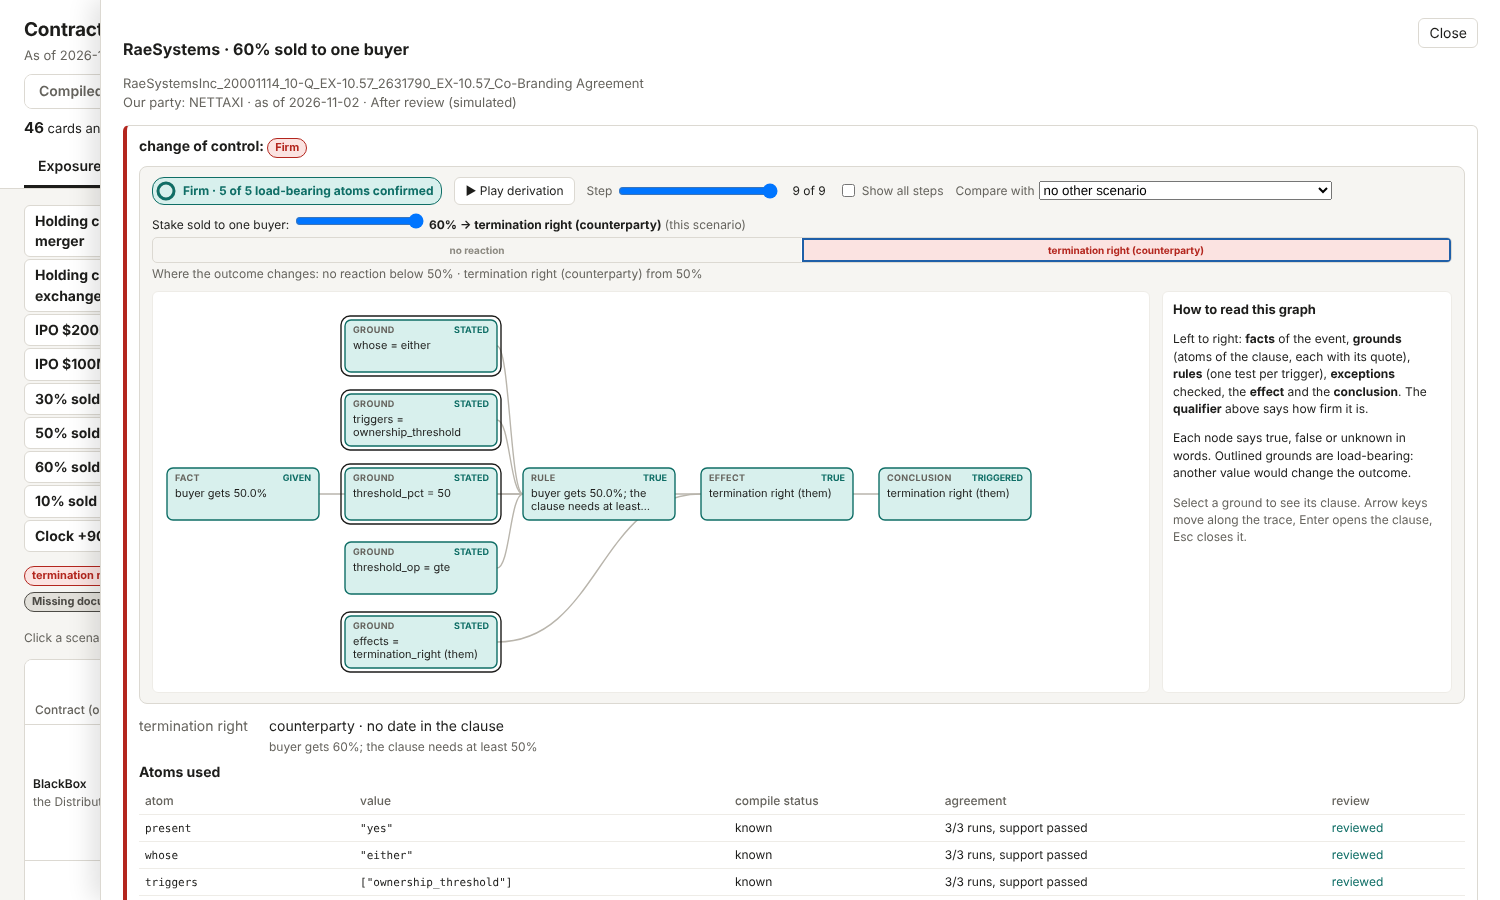 Contract
As of 2026-1
Compiled
46 cards an
Exposure
Holding c
merger
Holding c
exchange
IPO $200
IPO $100M
30% sold
50% sold
60% sold
10% sold
Clock +90
termination r
Missing docu
Click a scena
Contract (o
BlackBox
the Distribut
Close
RaeSystems · 60% sold to one buyer
RaeSystemsInc_20001114_10-Q_EX-10.57_2631790_EX-10.57_Co-Branding Agreement
Our party: NETTAXI · as of 2026-11-02 · After review (simulated)
change of control: Firm
Firm · 5 of 5 load-bearing atoms confirmed ▶ Play derivation Step 9 of 9 Show all steps Compare with no other scenario
Stake sold to one buyer: 60% → termination right (counterparty) (this scenario)
no reaction termination right (counterparty)
Where the outcome changes: no reaction below 50% · termination right (counterparty) from 50%
GROUND STATED
whose = either
GROUND STATED
triggers =
ownership_threshold
FACT GIVEN
buyer gets 50.0%
GROUND STATED
threshold_pct = 50
RULE TRUE
buyer gets 50.0%; the
clause needs at least...
EFFECT TRUE
termination right (them)
CONCLUSION TRIGGERED
termination right (them)
GROUND STATED
threshold_op = gte
GROUND STATED
effects =
termination_right (them)
How to read this graph
Left to right: facts of the event, grounds
(atoms of the clause, each with its quote),
rules (one test per trigger), exceptions
checked, the effect and the conclusion. The
qualifier above says how firm it is.
Each node says true, false or unknown in
words. Outlined grounds are load-bearing:
another value would change the outcome.
Select a ground to see its clause. Arrow keys
move along the trace, Enter opens the clause,
Esc closes it.
termination right counterparty · no date in the clause
buyer gets 60%; the clause needs at least 50%
Atoms used
atom value compile status agreement review
present "yes" known 3/3 runs, support passed reviewed
whose "either" known 3/3 runs, support passed reviewed
triggers ["ownership_threshold"] known 3/3 runs, support passed reviewed